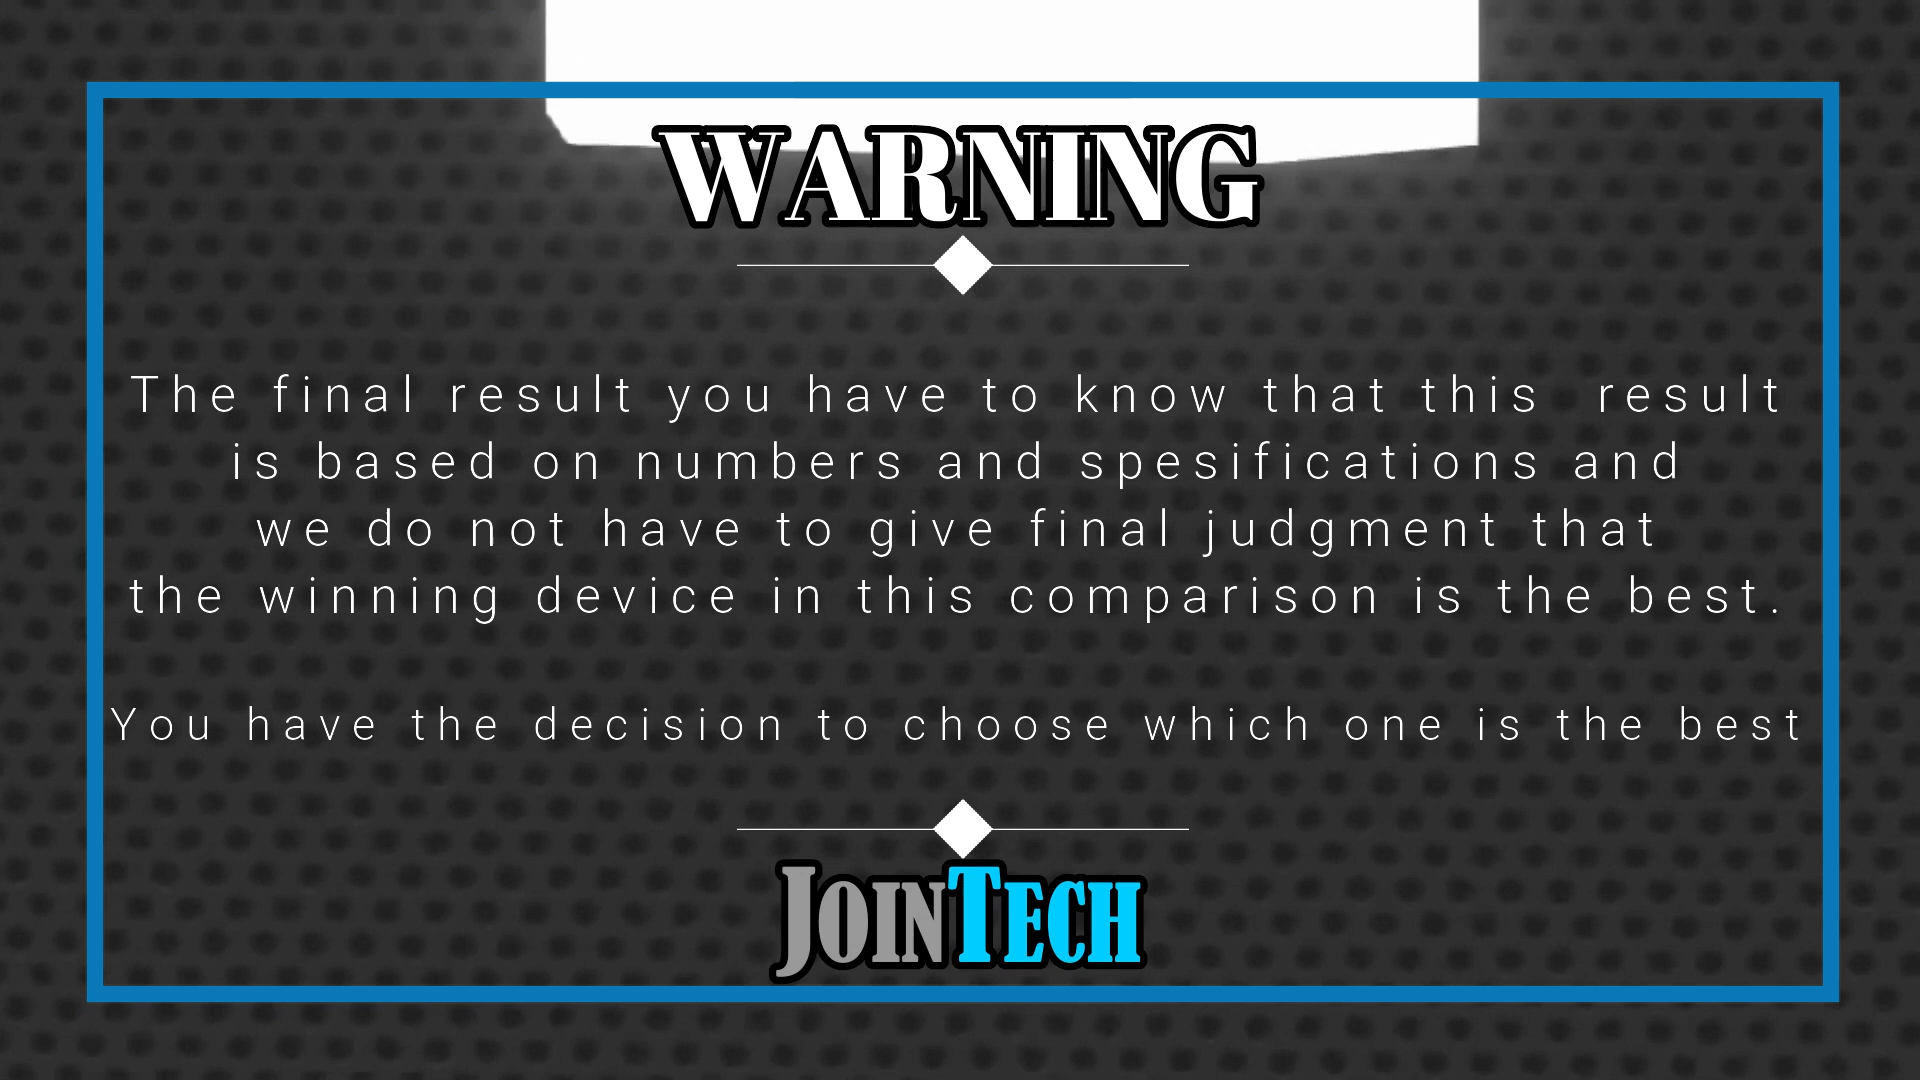 WARNING
The final result you have to know that this  result
is based on numbers and spesifications and
we do not have to give final judgment that
the winning device in this comparison is the best.
You have the decision to choose which one is the best
JOINTECH